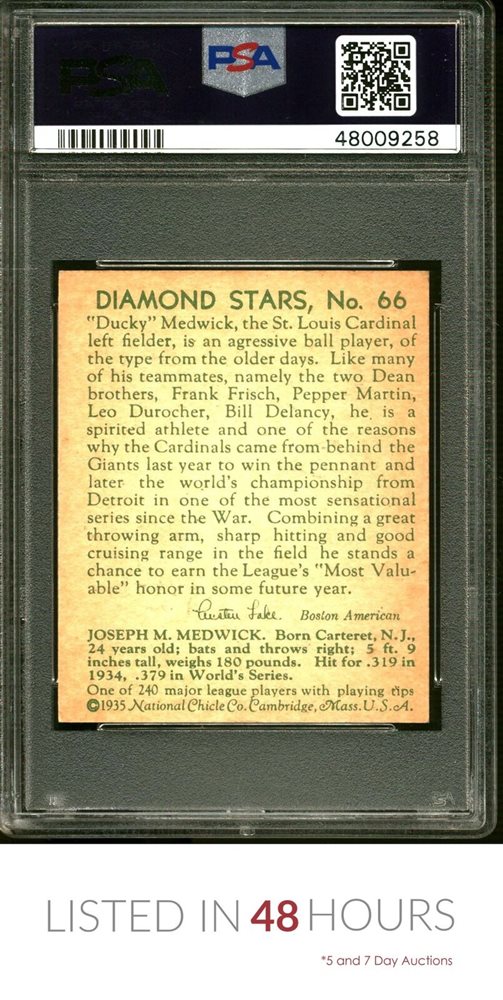 PSA
PSA
48009258
DIAMOND STARS, No. 66
"Ducky" Medwick, the St. Louis Cardinal
left fielder, is an agressive ball player, of
the type from the older days. Like many
of his teammates, namely the two Dean
brothers, Frank Frisch, Pepper Martin,
Leo Durocher, Bill Delancy, he is a
spirited athlete and one of the reasons
why the Cardinals came from behind the
Giants last year to win the pennant and
later the world's championship from
Detroit in one of the most sensational
series since the War. Combining a great
throwing arm, sharp hitting and good
cruising range in the field he stands a
chance to earn the League's "Most Valu-
able" honor in some future year.
Austen Lake. Boston American
JOSEPH M. MEDWICK. Born Carteret, N.J.,
24 years old; bats and throws right; 5 ft. 9
inches tall, weighs 180 pounds. Hit for .319 in
1934, .379 in World's Series.
One of 240 major league players with playing tips
©1935 National Chicle Co. Cambridge, Mass. U.S.A.
LISTED IN 48 HOURS
*5 and 7 Day Auctions